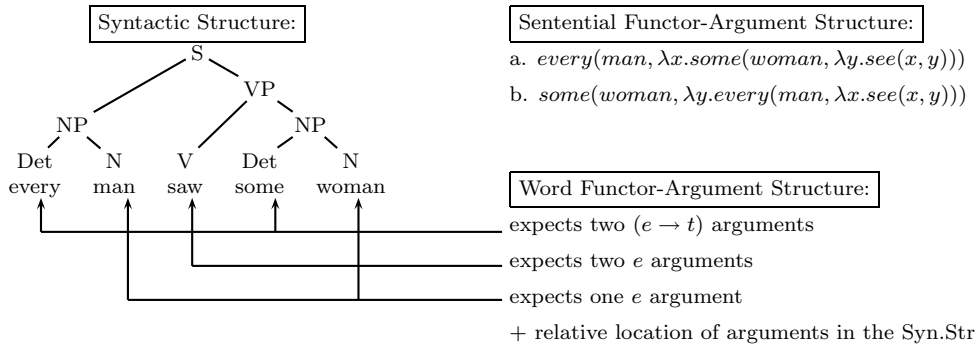 Syntactic Structure:
S
VP
NP NP
Det N V Det N
every man saw some woman
Sentential Functor-Argument Structure:
a. every(man, λx.some(woman, λy.see(x, y)))
b. some(woman, λy.every(man, λx.see(x, y)))
Word Functor-Argument Structure:
expects two (e → t) arguments
expects two e arguments
expects one e argument
+ relative location of arguments in the Syn.Str